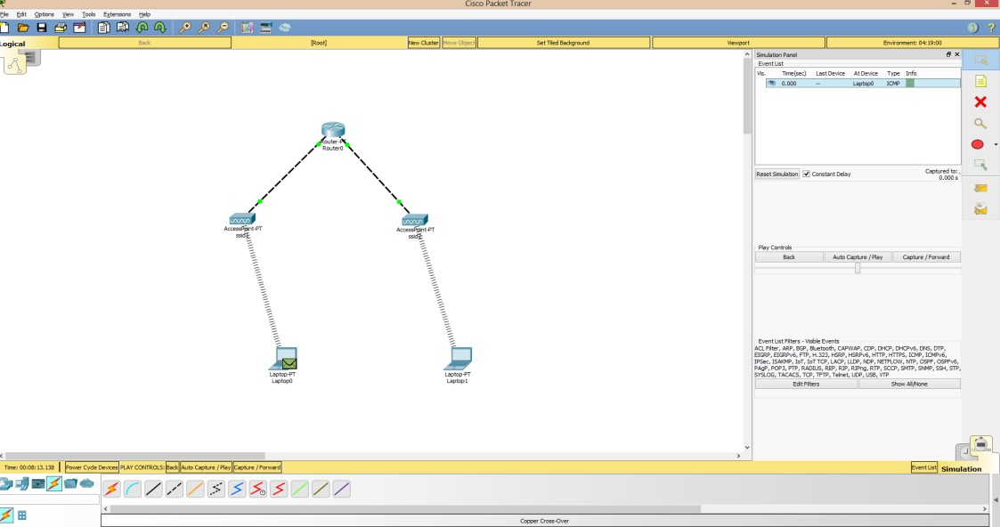 Cisco Packet Tracer
File Edit Options View Tools Extensions Help
Logical Back [Root] New Cluster Move Object Set Tiled Background Viewport Environment: 04:19:00
Simulation Panel
Event List
Vis. Time(sec) Last Device At Device Type Info
0.000 -- Laptop0 ICMP
Router-PT
Router0
Reset Simulation Constant Delay Captured to:
0.000 s
AccessPoint-PT
AccessPoint-PT
Play Controls
Back Auto Capture / Play Capture / Forward
Event List Filters - Visible Events
ACL Filter, ARP, BGP, Bluetooth, CAPWAP, CDP, DHCP, DHCPv6, DNS, DTP,
EIGRP, EIGRPv6, FTP, H.323, HSRP, HSRPv6, HTTP, HTTPS, ICMP, ICMPv6,
IPSec, ISAKMP, IoT, IoT TCP, LACP, LLDP, NDP, NETFLOW, NTP, OSPF, OSPFv6,
PAgP, POP3, PTP, RADIUS, REP, RIP, RIPng, RTP, SCCP, SMTP, SNMP, SSH, STP,
SYSLOG, TACACS, TCP, TFTP, Telnet, UDP, USB, VTP
Edit Filters Show All/None
Laptop-PT
Laptop0
Laptop-PT
Laptop1
Time: 00:08:13.138 Power Cycle Devices PLAY CONTROLS: Back Auto Capture / Play Capture / Forward Event List Simulation
Copper Cross-Over